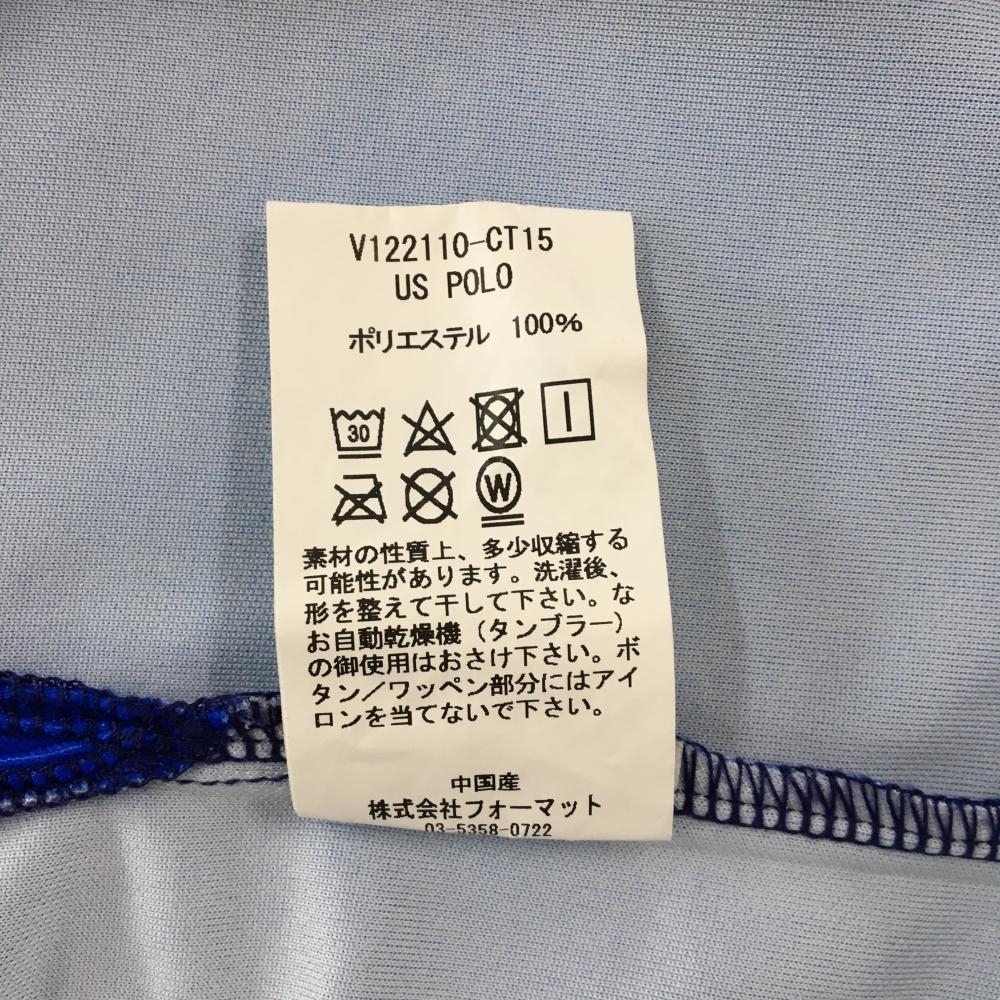 V122110-CT15
US POLO
ポリエステル 100%
30
W
素材の性質上、多少収縮する
可能性があります。洗濯後、
形を整えて干して下さい。な
お自動乾燥機（タンブラー）
の御使用はおさけ下さい。ボ
タン／ワッペン部分にはアイ
ロンを当てないで下さい。
中国産
株式会社フォーマット
03-5358-0722